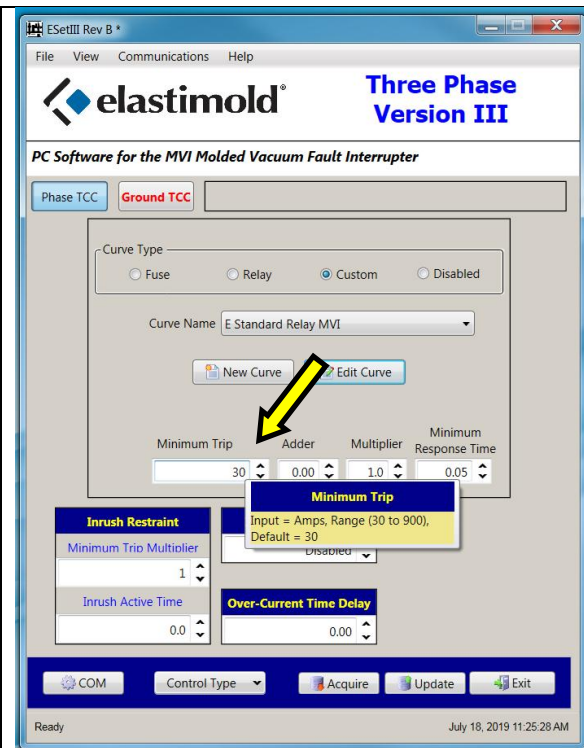 ESetIII Rev B *
File View Communications Help
elastimold®
Three Phase
Version III
PC Software for the MVI Molded Vacuum Fault Interrupter
Phase TCC
Ground TCC
Curve Type
Fuse Relay Custom Disabled
Curve Name E Standard Relay MVI
New Curve Edit Curve
Minimum Trip Adder Multiplier Minimum
Response Time
30 0.00 1.0 0.05
Minimum Trip
Input = Amps, Range (30 to 900),
Default = 30
Inrush Restraint
Minimum Trip Multiplier
Disabled
1
Inrush Active Time
Over-Current Time Delay
0.0
0.00
COM Control Type Acquire Update Exit
Ready July 18, 2019 11:25:28 AM